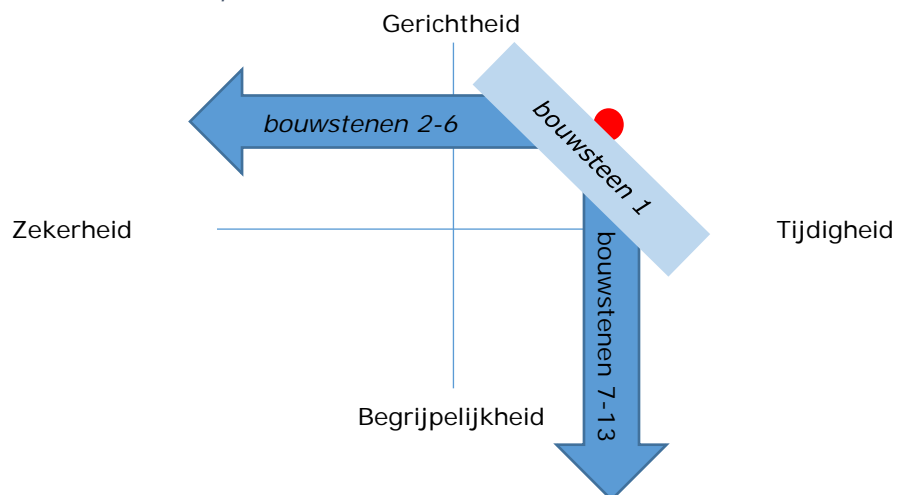 Gerichtheid
bouwstenen 2-6
bouwsteen 1
Zekerheid
Tijdigheid
bouwstenen 7-13
Begrijpelijkheid